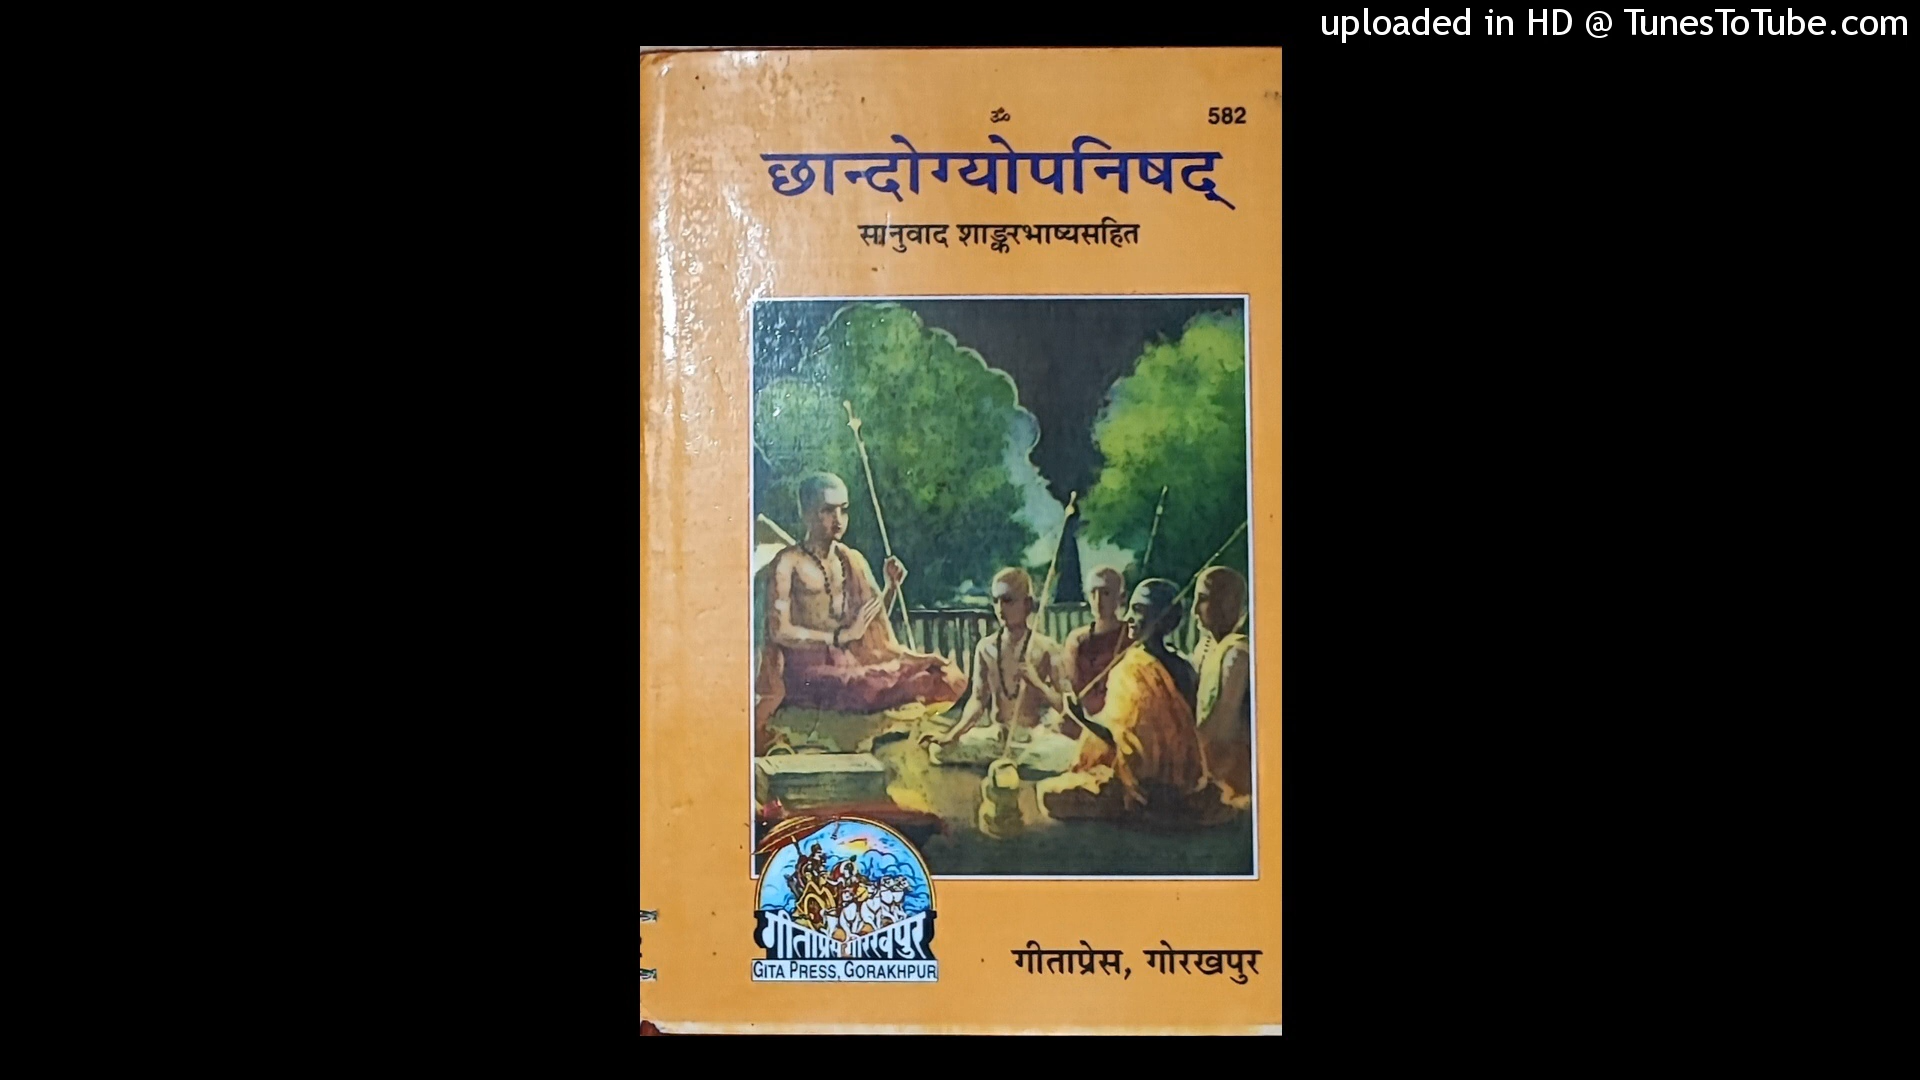 uploaded in HD @ TunesToTube.com
ॐ
582
छान्दोग्योपनिषद्
सानुवाद शाङ्करभाष्यसहित
गीताप्रेस गोरखपुर
GITA PRESS, GORAKHPUR
गीताप्रेस, गोरखपुर